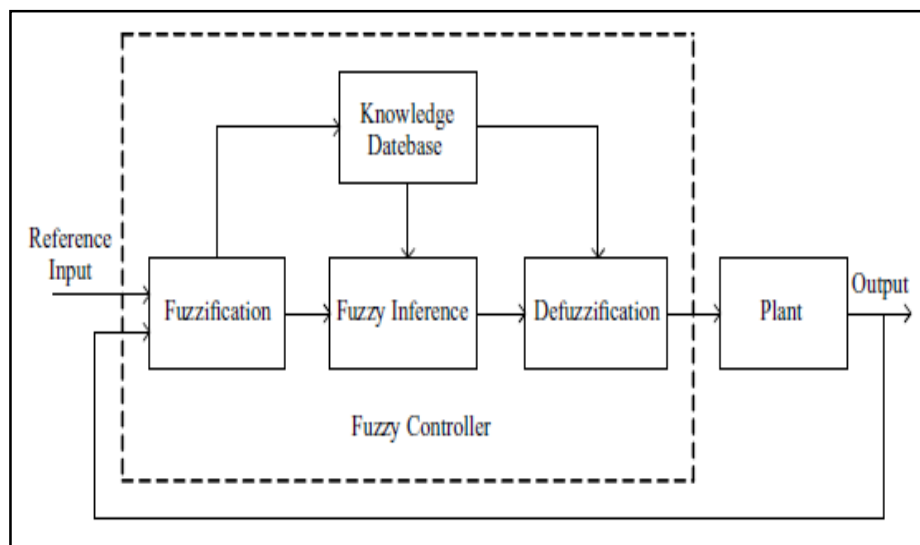 Knowledge
Datebase
Reference
Input
Fuzzification
Fuzzy Inference
Defuzzification
Plant
Output
Fuzzy Controller